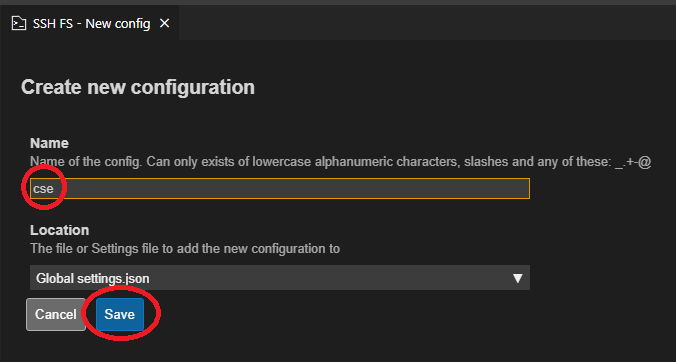 SSH FS - New config
Create new configuration
Name
Name of the config. Can only exists of lowercase alphanumeric characters, slashes and any of these: _.+-@
cse
Location
The file or Settings file to add the new configuration to
Global settings.json
Cancel Save